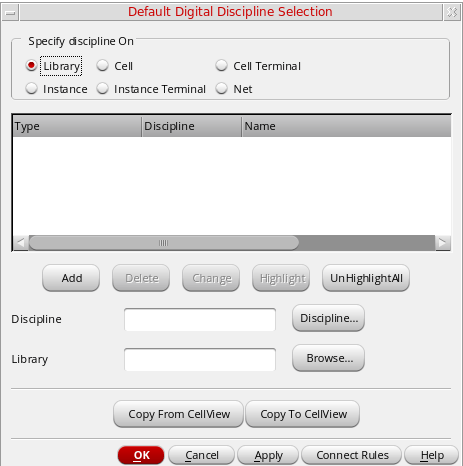 Default Digital Discipline Selection
Specify discipline On
Library Cell Cell Terminal
Instance Instance Terminal Net
Type Discipline Name
Add Delete Change Highlight UnHighlightAll
Discipline Discipline...
Library Browse...
Copy From CellView Copy To CellView
OK Cancel Apply Connect Rules Help